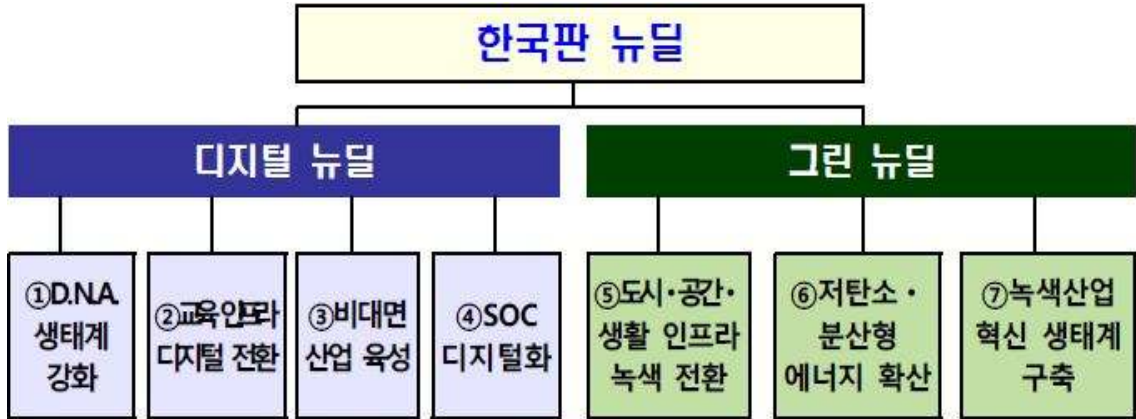 한국판 뉴딜
디지털 뉴딜
그린 뉴딜
①D.N.A.
생태계
강화
②교육인프라
디지털 전환
③비대면
산업 육성
④SOC
디지털화
⑤도시·공간·
생활 인프라
녹색 전환
⑥저탄소·
분산형
에너지 확산
⑦녹색산업
혁신 생태계
구축